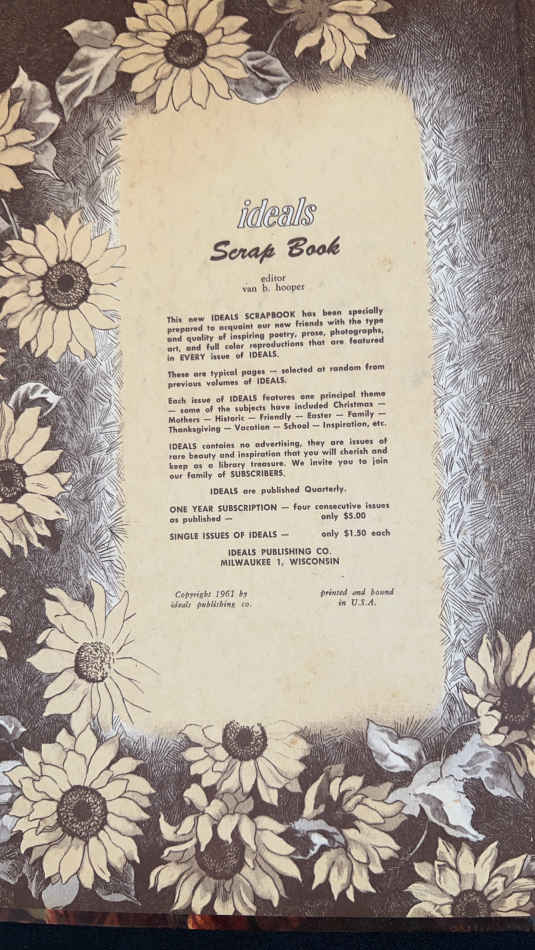 ideals
Scrap Book
editor
van b. hooper
This new IDEALS SCRAPBOOK has been specially
prepared to acquaint our new friends with the type
and quality of inspiring poetry, prose, photographs,
art, and full color reproductions that are featured
in EVERY issue of IDEALS.
These are typical pages — selected at random from
previous volumes of IDEALS.
Each issue of IDEALS features one principal theme
— some of the subjects have included Christmas —
Mothers — Historic — Friendly — Easter — Family —
Thanksgiving — Vacation — School — Inspiration, etc.
IDEALS contains no advertising, they are issues of
rare beauty and inspiration that you will cherish and
keep as a library treasure. We invite you to join
our family of SUBSCRIBERS.
IDEALS are published Quarterly.
ONE YEAR SUBSCRIPTION — four consecutive issues
as published — only $5.00
SINGLE ISSUES OF IDEALS — only $1.50 each
IDEALS PUBLISHING CO.
MILWAUKEE 1, WISCONSIN
Copyright 1961 by
ideals publishing co.
printed and bound
in U.S.A.